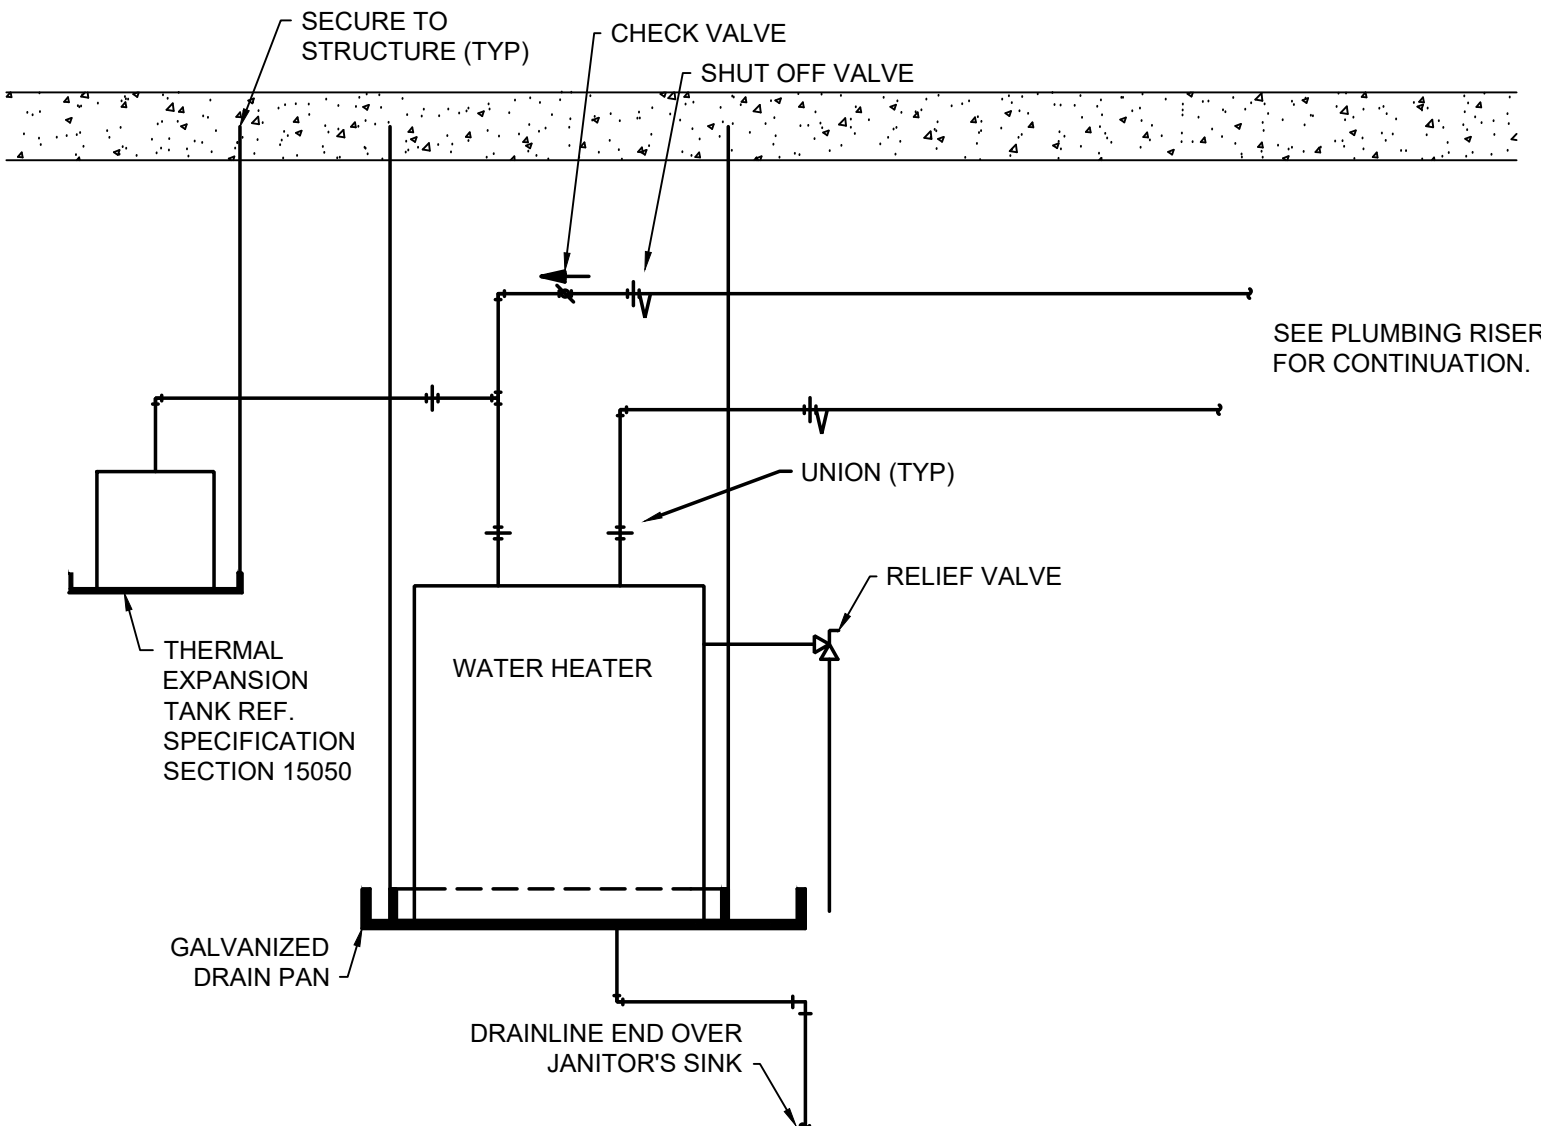 SECURE TO
STRUCTURE (TYP)
CHECK VALVE
SHUT OFF VALVE
SEE PLUMBING RISER
FOR CONTINUATION.
UNION (TYP)
RELIEF VALVE
WATER HEATER
THERMAL
EXPANSION
TANK REF.
SPECIFICATION
SECTION 15050
GALVANIZED
DRAIN PAN
DRAINLINE END OVER
JANITOR'S SINK